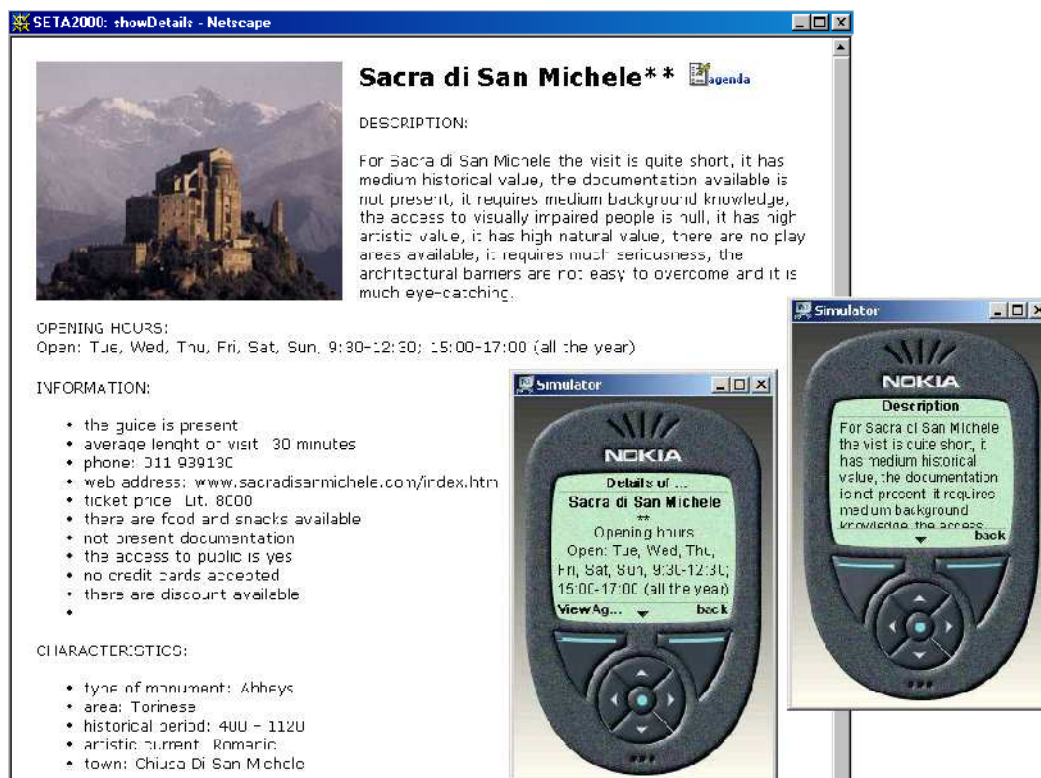 SETA2000: showDetails - Netscape
Sacra di San Michele** agenda
DESCRIPTION:
For Sacra di San Michele the visit is quite short, it has
medium historical value, the documentation available is
not present, it requires medium background knowledge,
the access to visually impaired people is null, it has high
artistic value, it has high natural value, there are no play
areas available, it requires much seriousness, the
architectural barriers are not easy to overcome and it is
much eye-catching.
OPENING HOURS:
Open: Tue, Wed, Thu, Fri, Sat, Sun, 9:30-12:30; 15:00-17:00 (all the year)
INFORMATION:
• the guide is present
• average lenght of visit 30 minutes
• phone: 011 939130
• web address: www.sacradisanmichele.com/index.htm
• ticket price Lit. 8000
• there are food and snacks available
• not present documentation
• the access to public is yes
• no credit cards accepted
• there are discount available
•
CHARACTERISTICS:
• type of monument: Abbeys
• area: Torinese
• historical period: 400 - 1120
• artistic current Romanic
• town: Chiusa Di San Michele
Simulator
NOKIA
Details of ...
Sacra di San Michele
**
Opening hours
Open: Tue, Wed, Thu,
Fri, Sat, Sun, 9:30-12:30;
15:00-17:00 (all the year)
ViewAg... back
Simulator
NOKIA
Description
For Sacra di San Michele
the visit is quite short, it
has medium historical
value, the documentation
is not present it requires
medium background
knowledge, the access
back